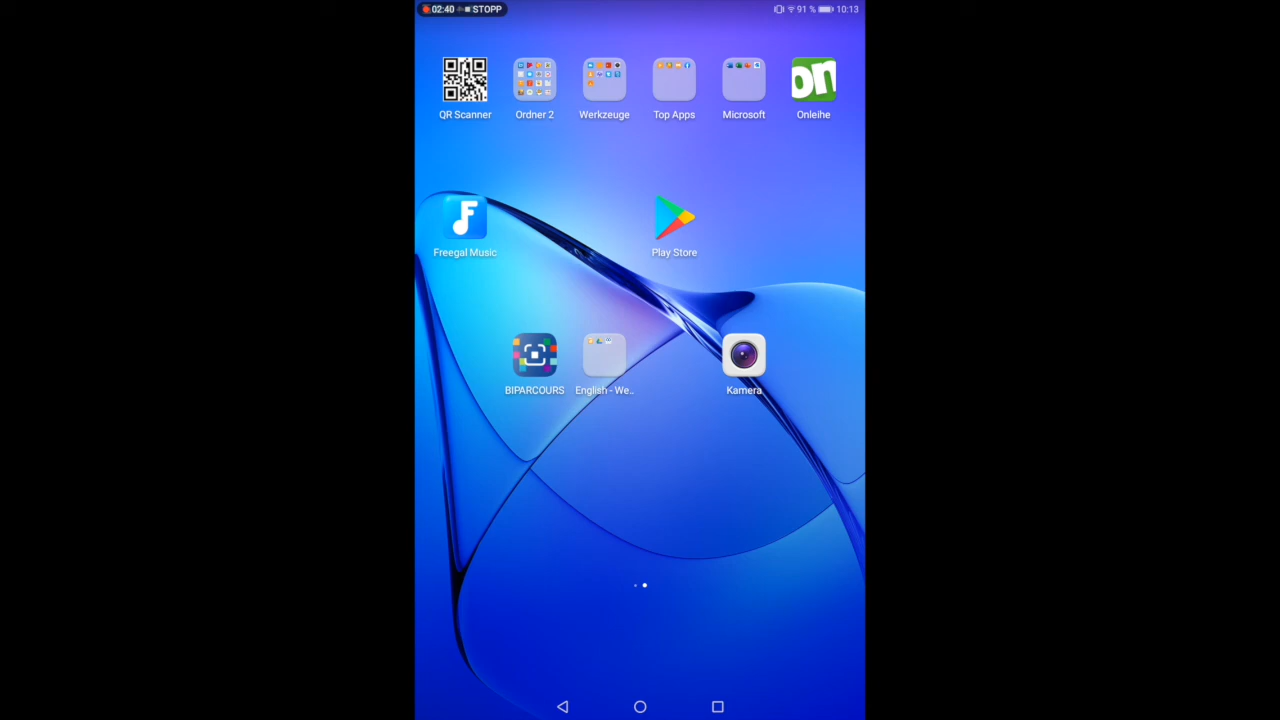 02:40 STOPP 91 % 10:13
QR Scanner Ordner 2 Werkzeuge Top Apps Microsoft Onleihe
on
Freegal Music Play Store
BIPARCOURS English - We.. Kamera